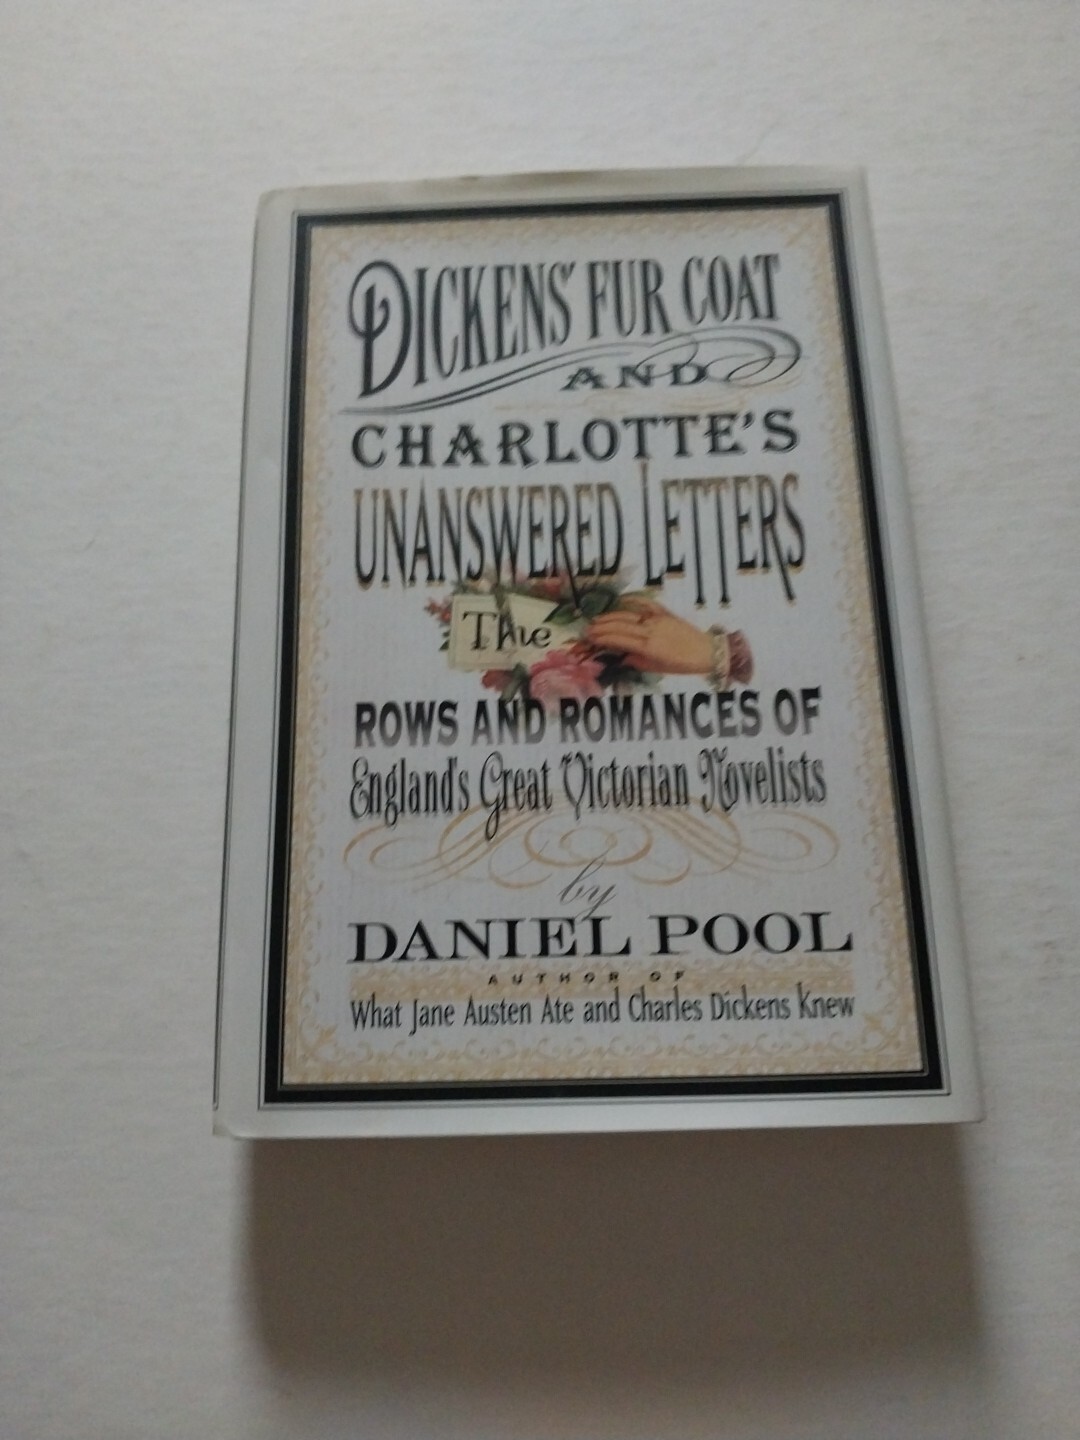 DICKENS' FUR COAT
AND
CHARLOTTE'S
UNANSWERED LETTERS
The
ROWS AND ROMANCES OF
England's Great Victorian Novelists
by
DANIEL POOL
AUTHOR OF
What Jane Austen Ate and Charles Dickens Knew